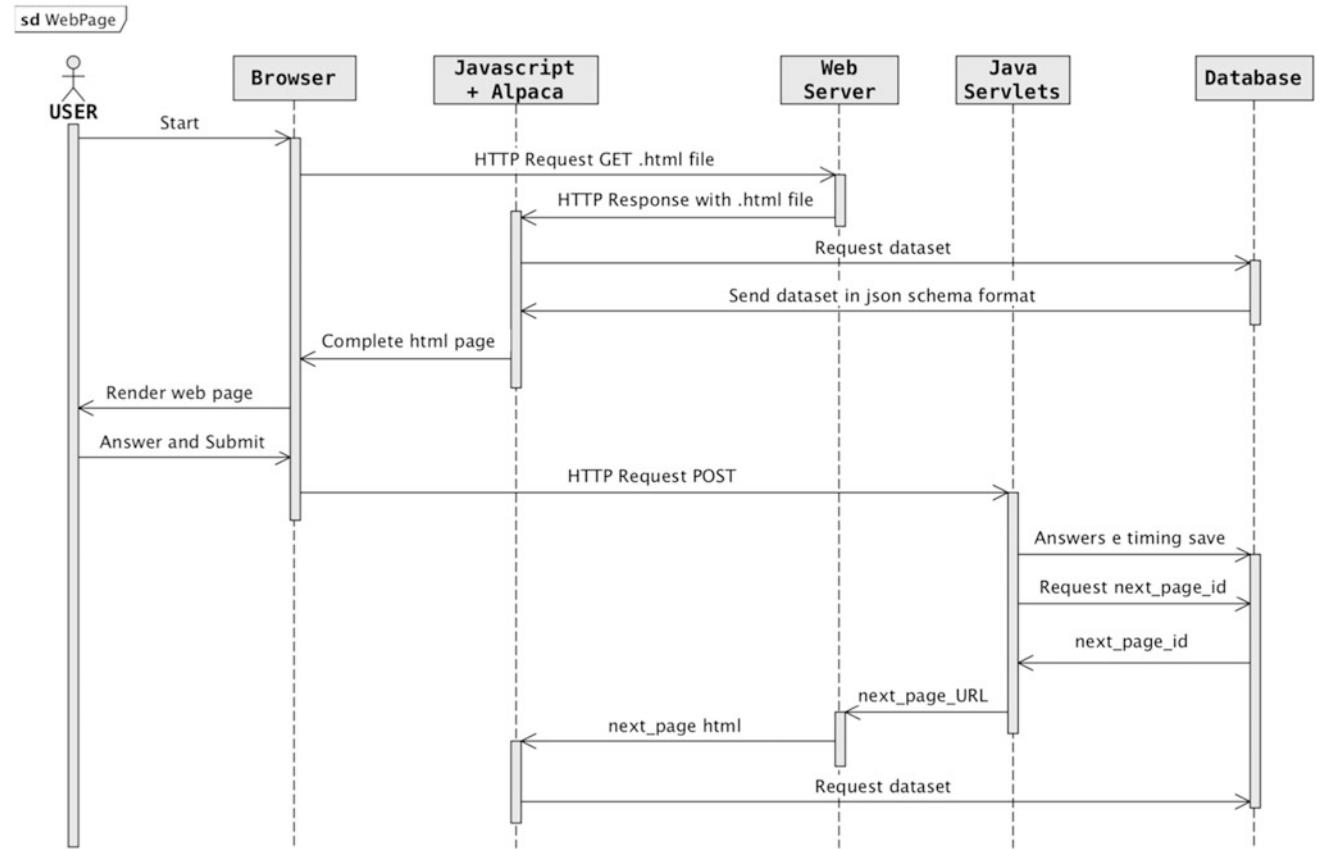 sd WebPage
USER
Browser
Javascript
+ Alpaca
Web
Server
Java
Servlets
Database
Start
HTTP Request GET .html file
HTTP Response with .html file
Request dataset
Send dataset in json schema format
Complete html page
Render web page
Answer and Submit
HTTP Request POST
Answers e timing save
Request next_page_id
next_page_id
next_page_URL
next_page html
Request dataset